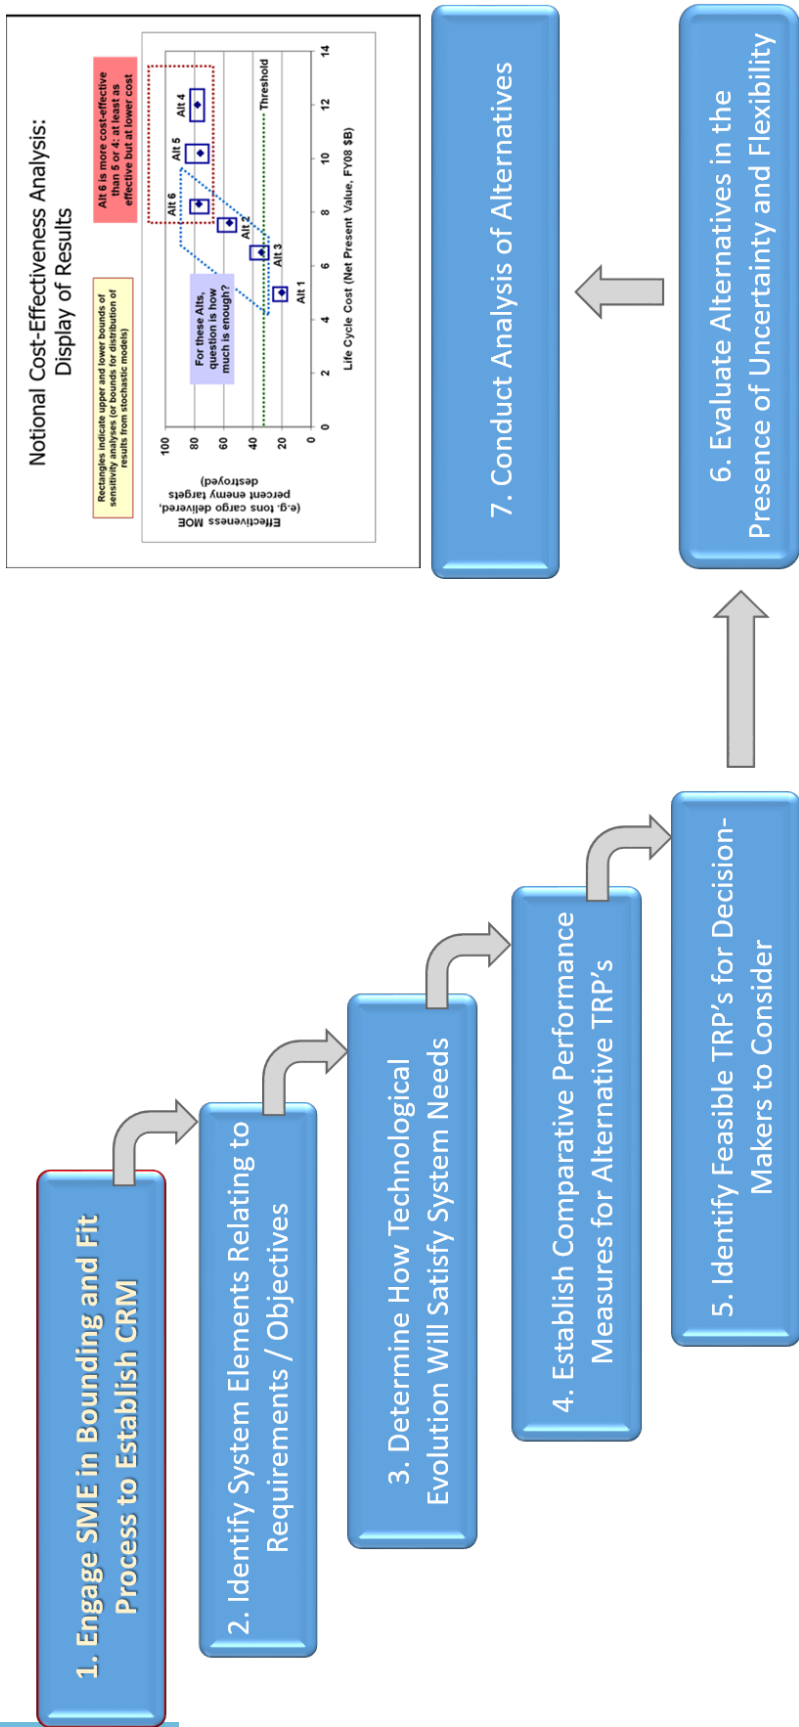 1. Engage SME in Bounding and Fit
Process to Establish CRM
2. Identify System Elements Relating to
Requirements / Objectives
3. Determine How Technological
Evolution Will Satisfy System Needs
4. Establish Comparative Performance
Measures for Alternative TRP's
5. Identify Feasible TRP's for Decision-
Makers to Consider
6. Evaluate Alternatives in the
Presence of Uncertainty and Flexibility
7. Conduct Analysis of Alternatives
Notional Cost-Effectiveness Analysis:
Display of Results
Rectangles indicate upper and lower bounds of
sensitivity analyses (or bounds for distribution of
results from stochastic models)
Alt 6 is more cost-effective
than 5 or 4: at least as
effective but at lower cost
Effectiveness MOE
(e.g. tons cargo delivered,
percent enemy targets
destroyed)
100
80
60
40
20
0
For these Alts,
question is how
much is enough?
Alt 6
Alt 5
Alt 4
Alt 2
Alt 3
Alt 1
Threshold
0
2
4
6
8
10
12
14
Life Cycle Cost (Net Present Value, FY08 $B)